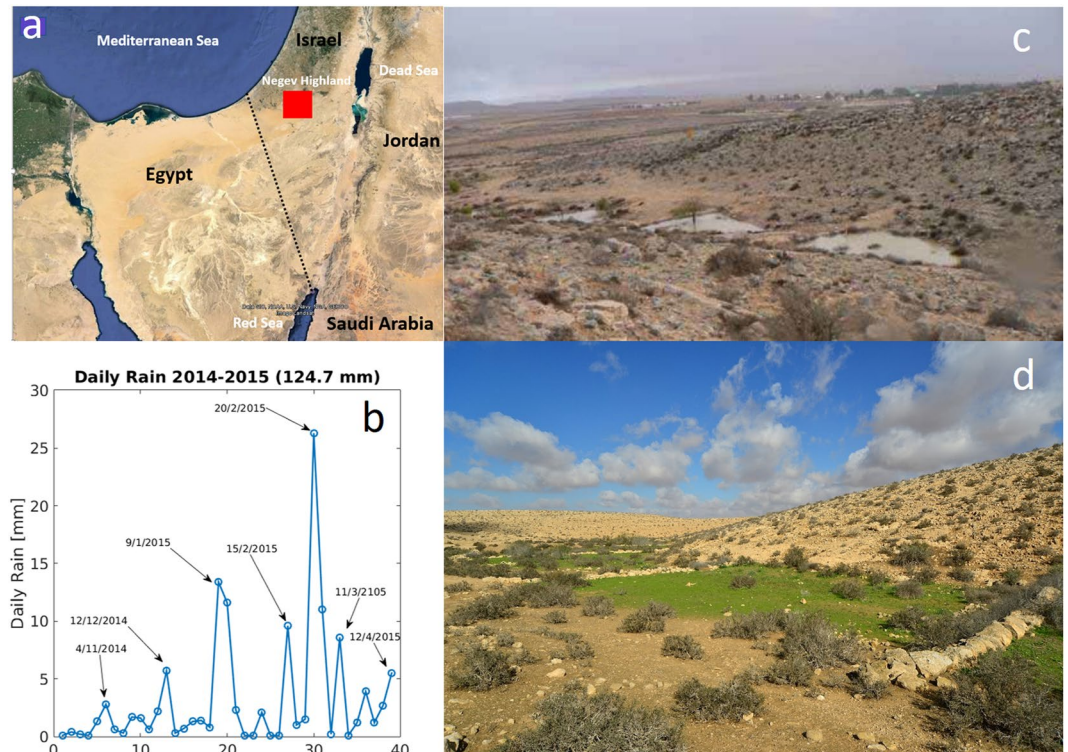 a
Mediterranean Sea
Israel
Dead Sea
Negev Highland
Jordan
Egypt
Red Sea
Saudi Arabia
c
Daily Rain 2014-2015 (124.7 mm)
b
Daily Rain [mm]
30
25
20
15
10
5
0
20/2/2015
9/1/2015
15/2/2015
11/3/2105
12/12/2014
12/4/2015
4/11/2014
0 10 20 30 40
d